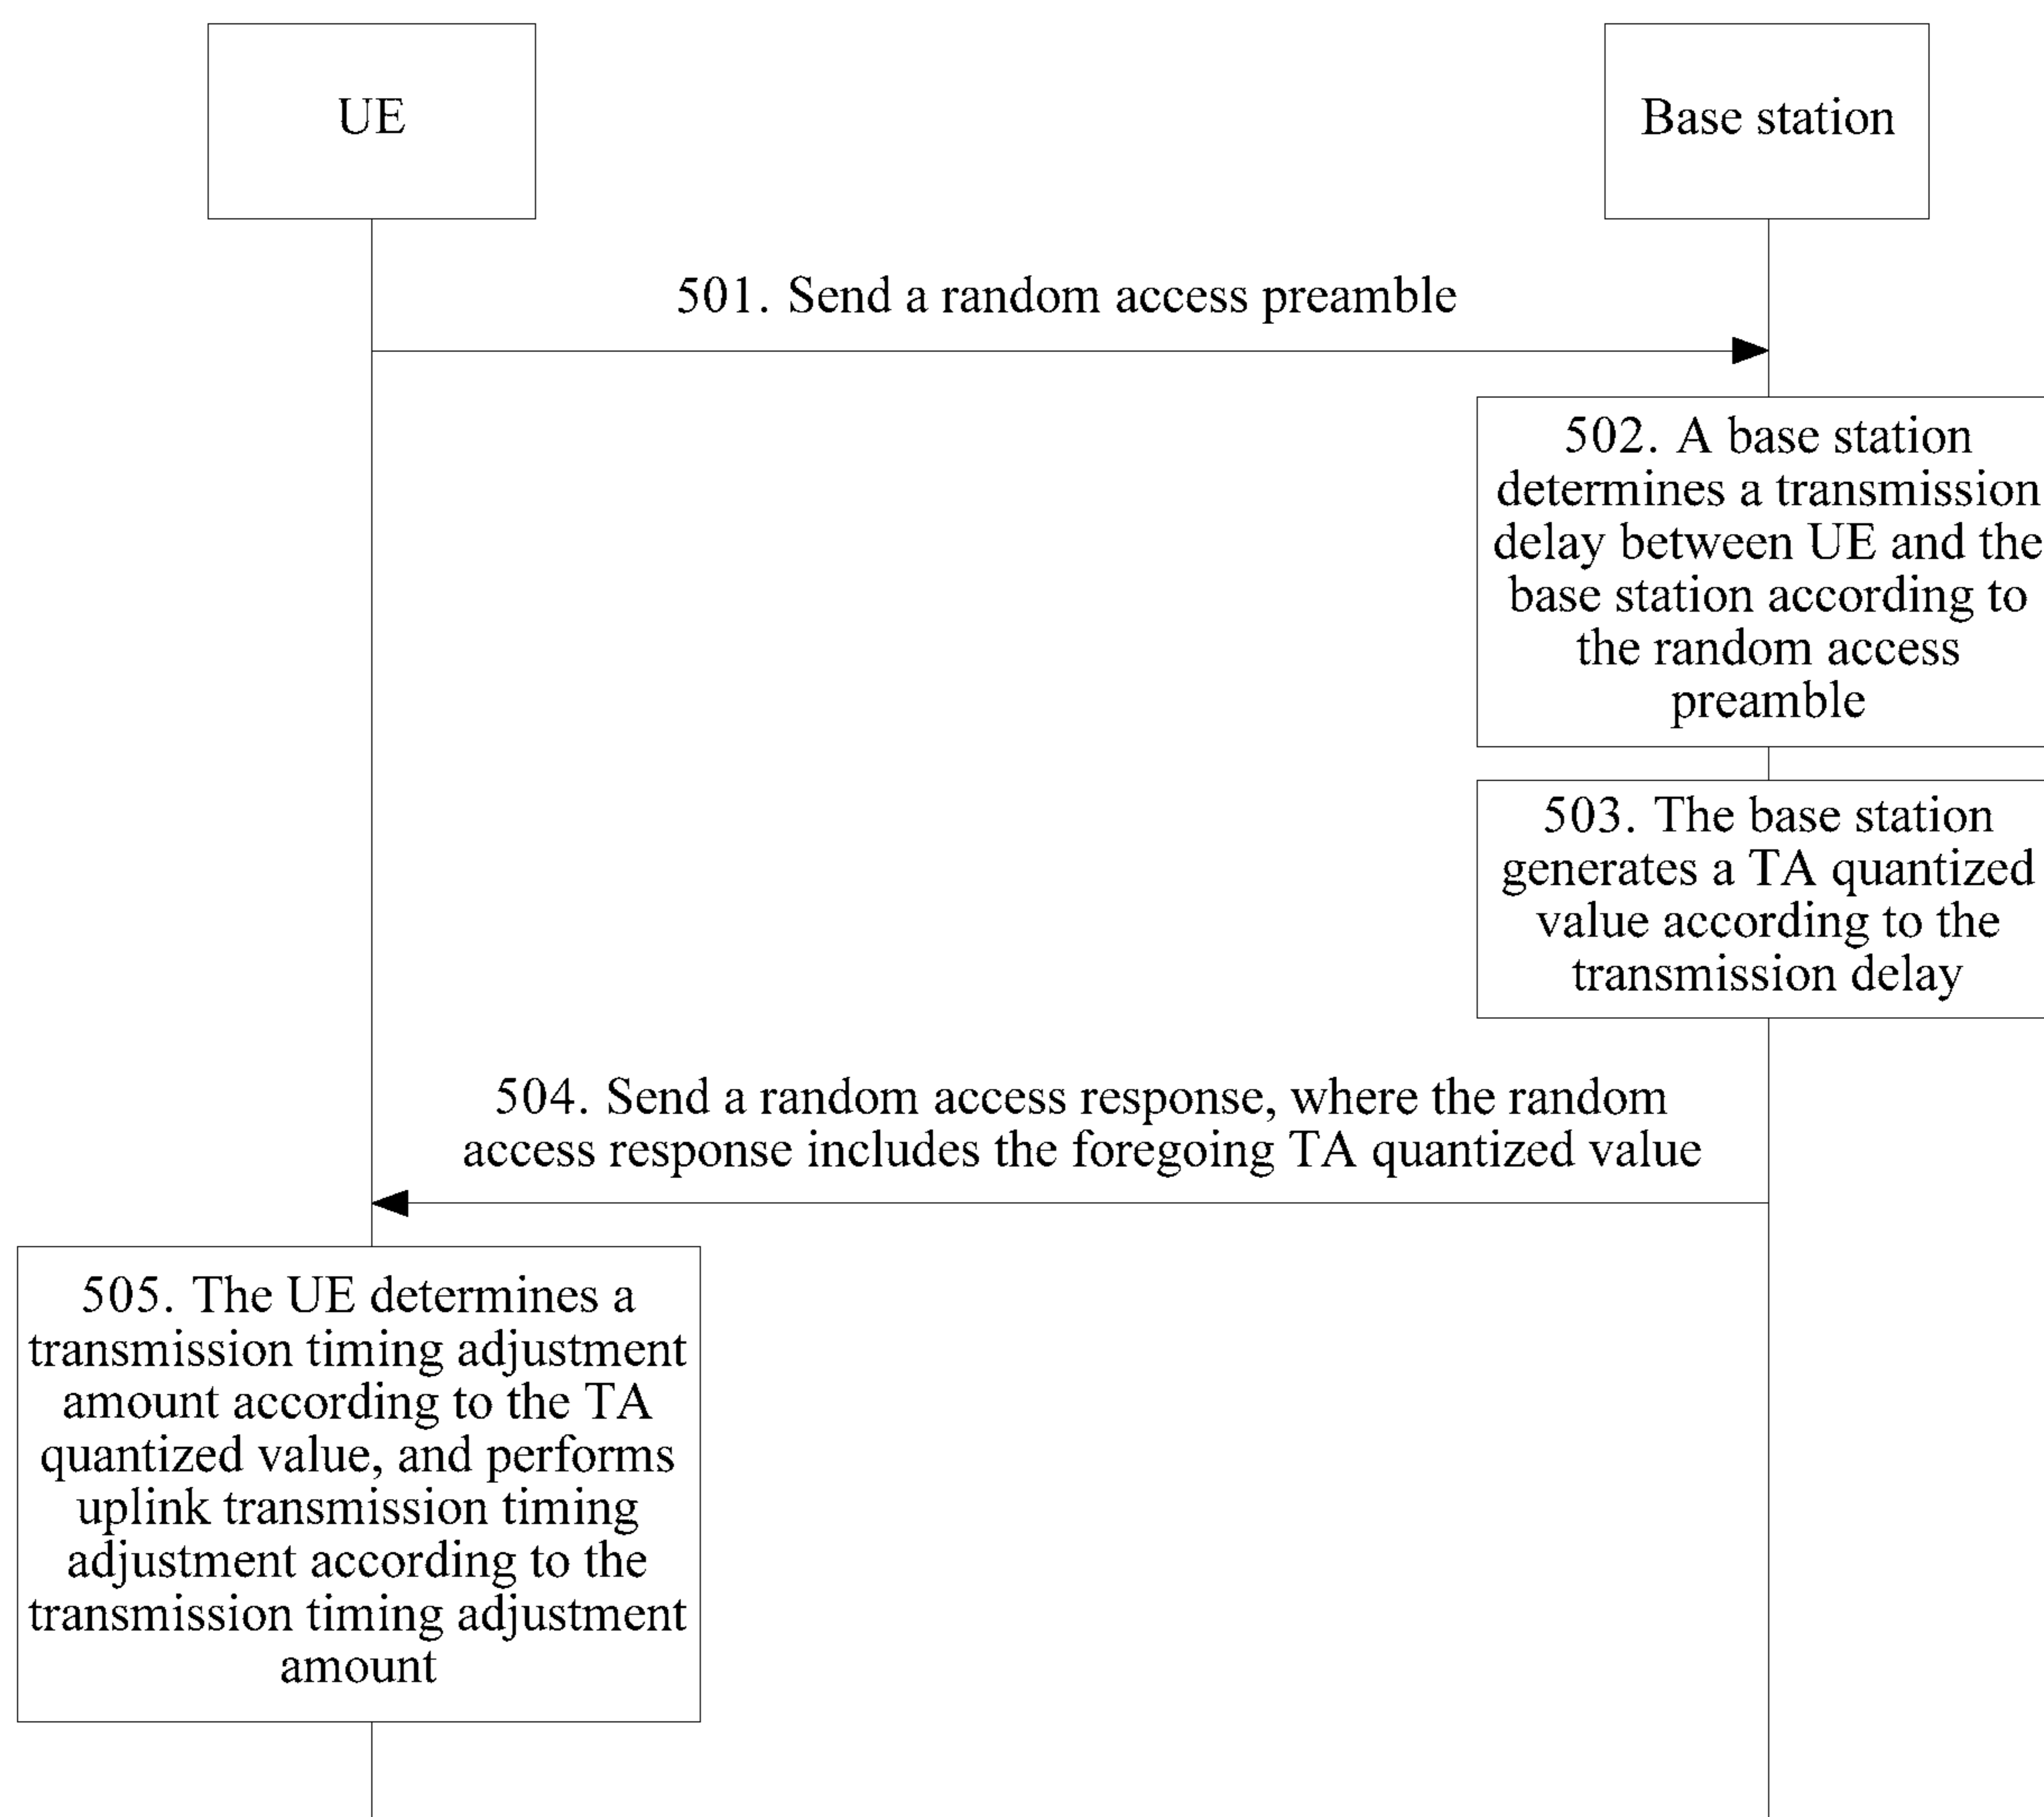 UE
Base station
501. Send a random access preamble
502. A base station
determines a transmission
delay between UE and the
base station according to
the random access
preamble
503. The base station
generates a TA quantized
value according to the
transmission delay
504. Send a random access response, where the random
access response includes the foregoing TA quantized value
505. The UE determines a
transmission timing adjustment
amount according to the TA
quantized value, and performs
uplink transmission timing
adjustment according to the
transmission timing adjustment
amount